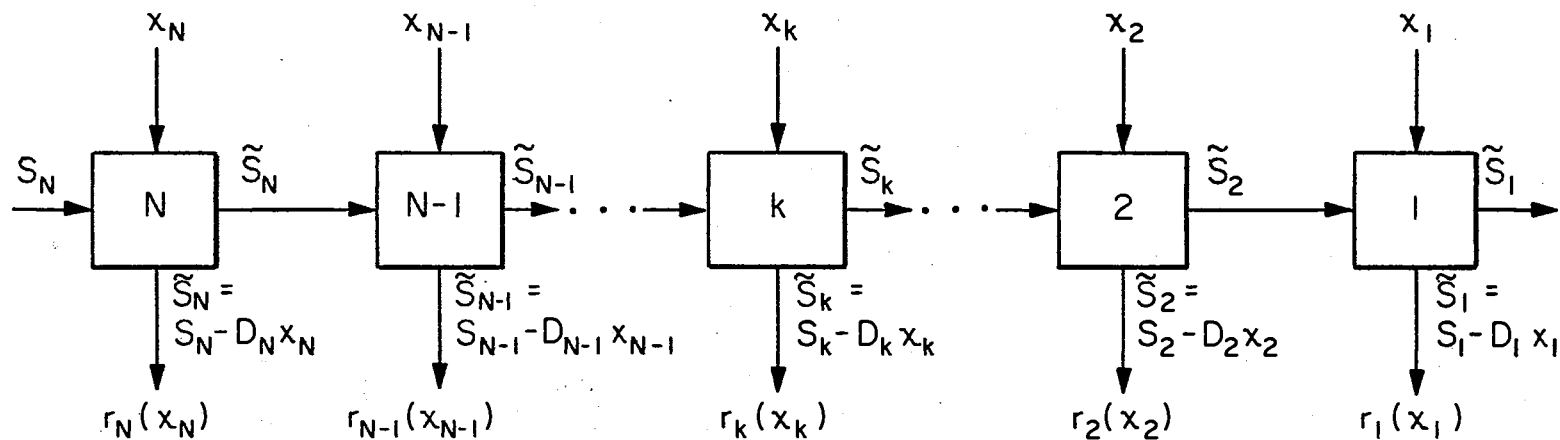 x_N x_{N-1} x_k x_2 x_1
S_N N S̃_N N-1 S̃_{N-1} . . . k S̃_k . . . 2 S̃_2 1 S̃_1
S̃_N = S̃_{N-1} = S̃_k = S̃_2 = S̃_1 =
S_N - D_N x_N S_{N-1} - D_{N-1} x_{N-1} S_k - D_k x_k S_2 - D_2 x_2 S_1 - D_1 x_1
r_N(x_N) r_{N-1}(x_{N-1}) r_k(x_k) r_2(x_2) r_1(x_1)